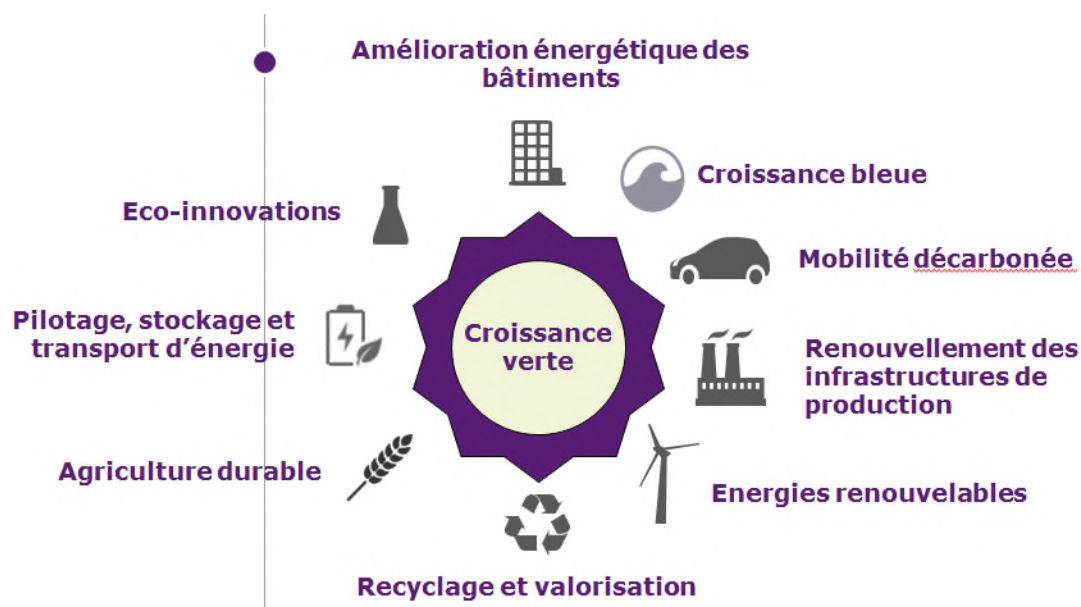 Amélioration énergétique des
bâtiments
Croissance bleue
Eco-innovations
Mobilité décarbonée
Pilotage, stockage et
transport d’énergie
Croissance
verte
Renouvellement des
infrastructures de
production
Agriculture durable
Energies renouvelables
Recyclage et valorisation